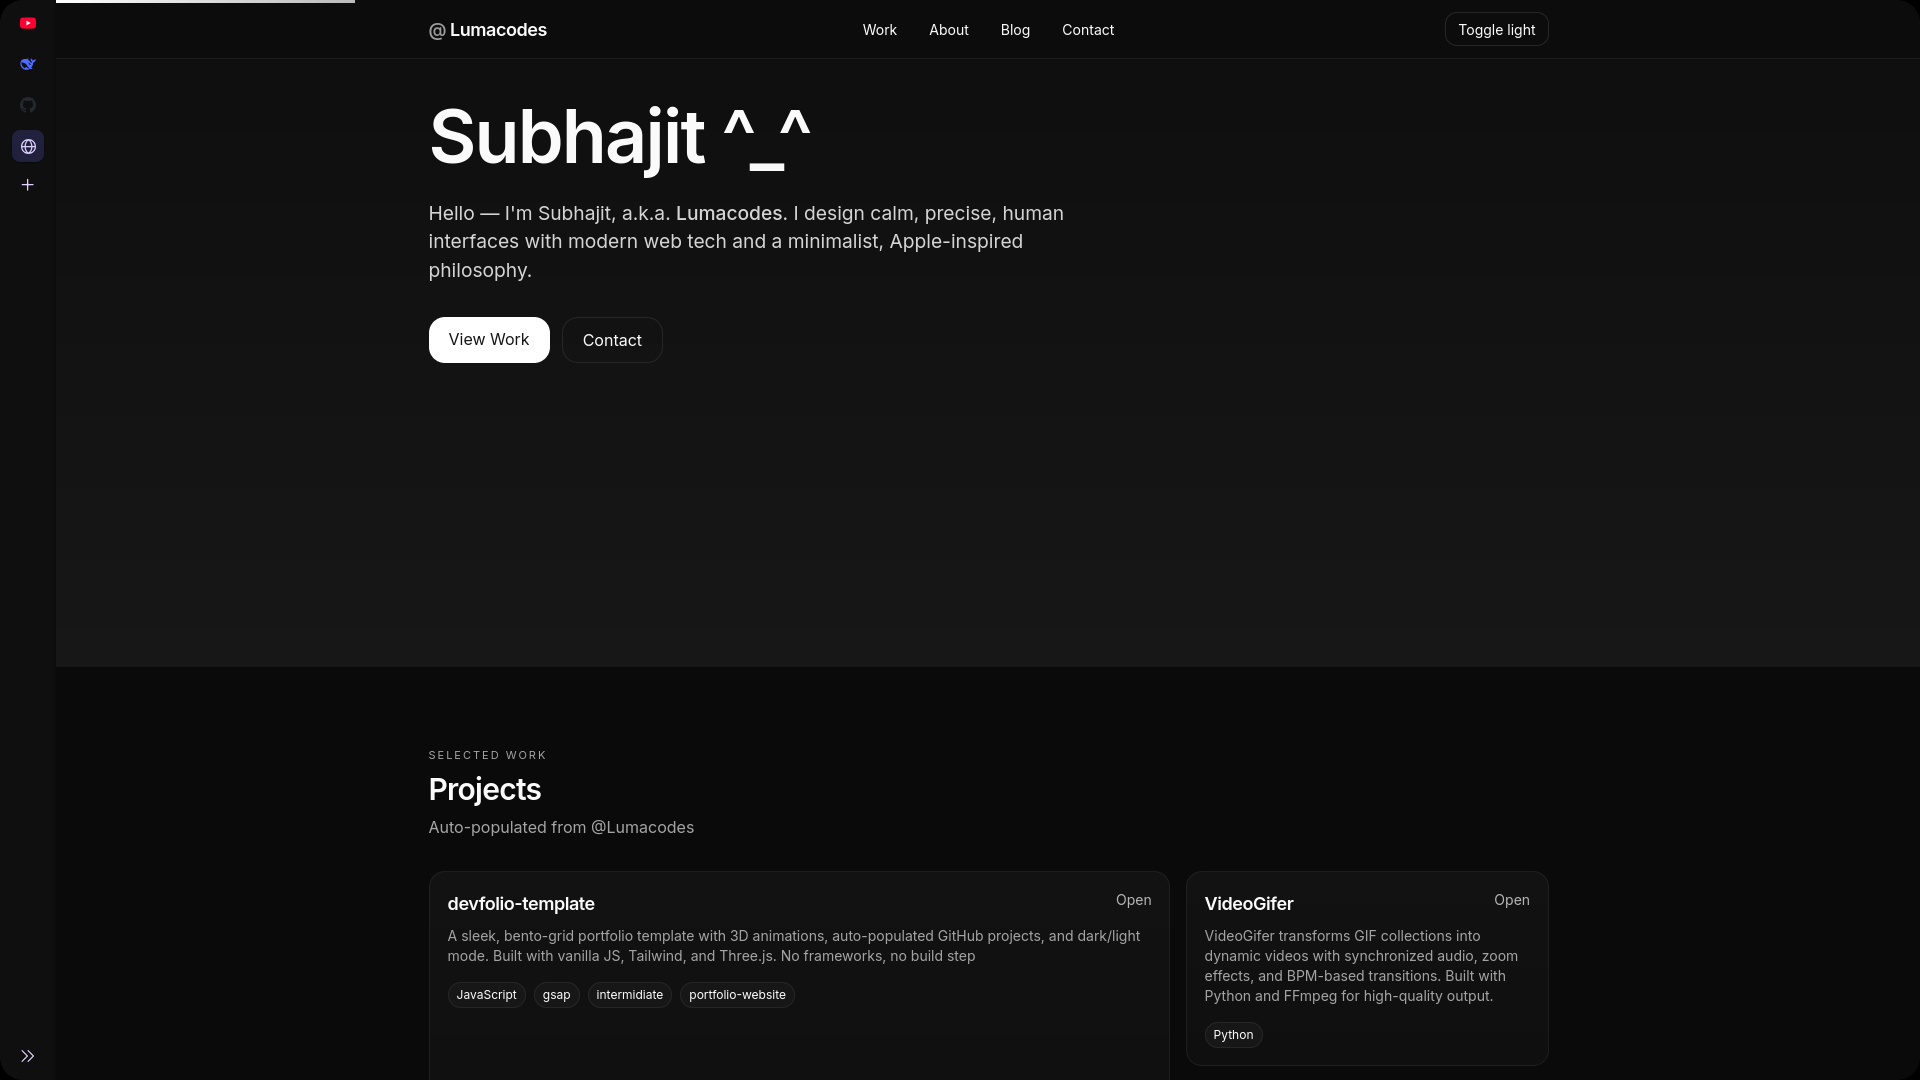 @ Lumacodes
Work
About
Blog
Contact
Toggle light
Subhajit ^_^
Hello — I'm Subhajit, a.k.a. Lumacodes. I design calm, precise, human
interfaces with modern web tech and a minimalist, Apple-inspired
philosophy.
View Work
Contact
SELECTED WORK
Projects
Auto-populated from @Lumacodes
devfolio-template
Open
A sleek, bento-grid portfolio template with 3D animations, auto-populated GitHub projects, and dark/light
mode. Built with vanilla JS, Tailwind, and Three.js. No frameworks, no build step
JavaScript
gsap
intermidiate
portfolio-website
VideoGifer
Open
VideoGifer transforms GIF collections into
dynamic videos with synchronized audio, zoom
effects, and BPM-based transitions. Built with
Python and FFmpeg for high-quality output.
Python